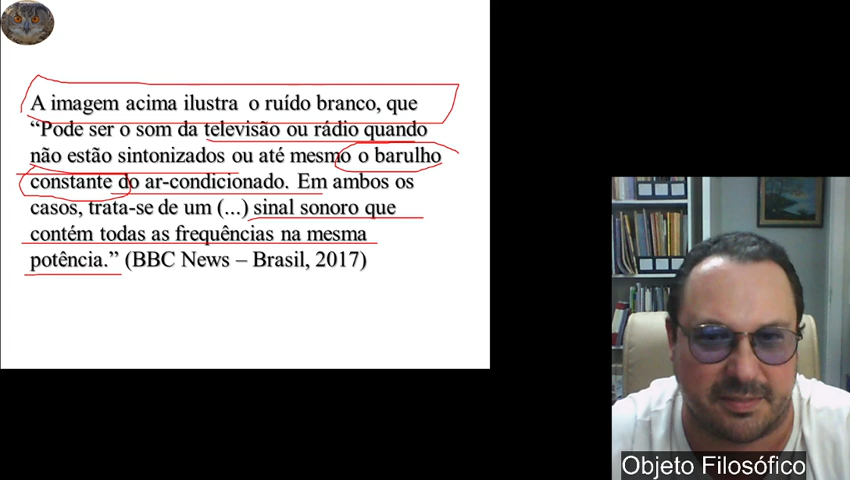 A imagem acima ilustra o ruído branco, que
“Pode ser o som da televisão ou rádio quando
não estão sintonizados ou até mesmo o barulho
constante do ar-condicionado. Em ambos os
casos, trata-se de um (...) sinal sonoro que
contém todas as frequências na mesma
potência.” (BBC News – Brasil, 2017)
Objeto Filosófico